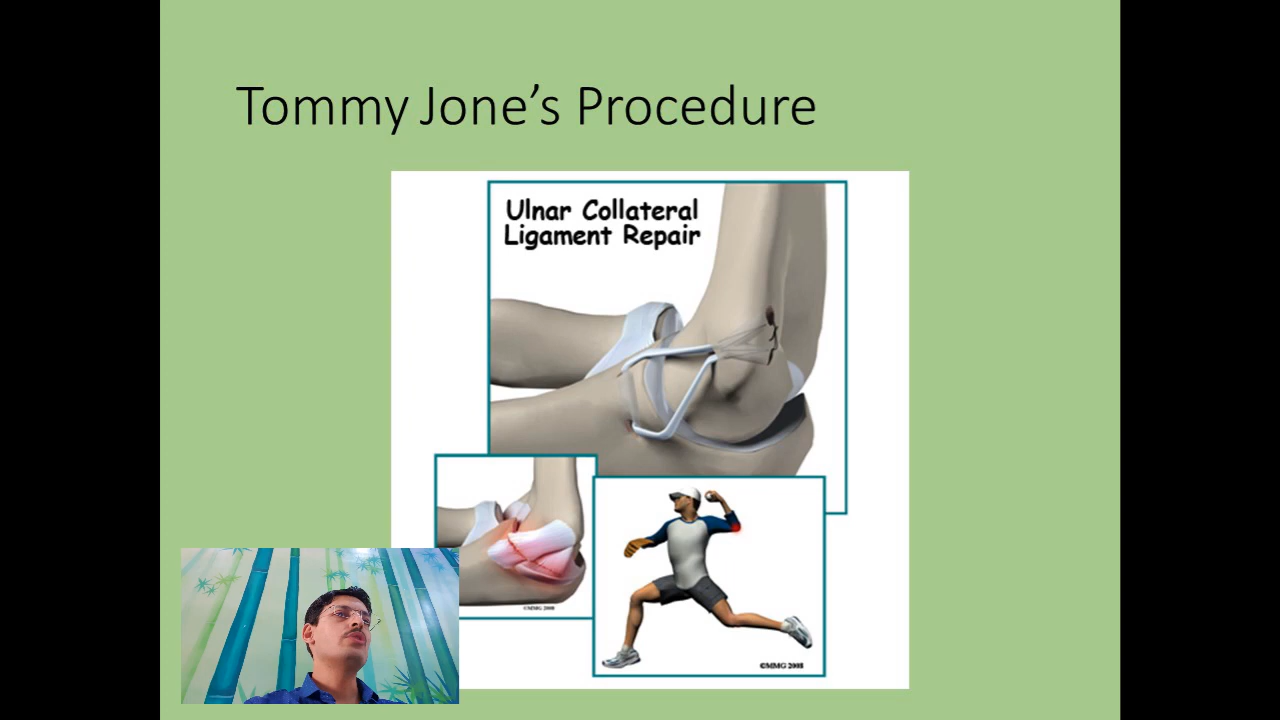 Tommy Jone’s Procedure
Ulnar Collateral
Ligament Repair
©MMG 2008
©MMG 2008